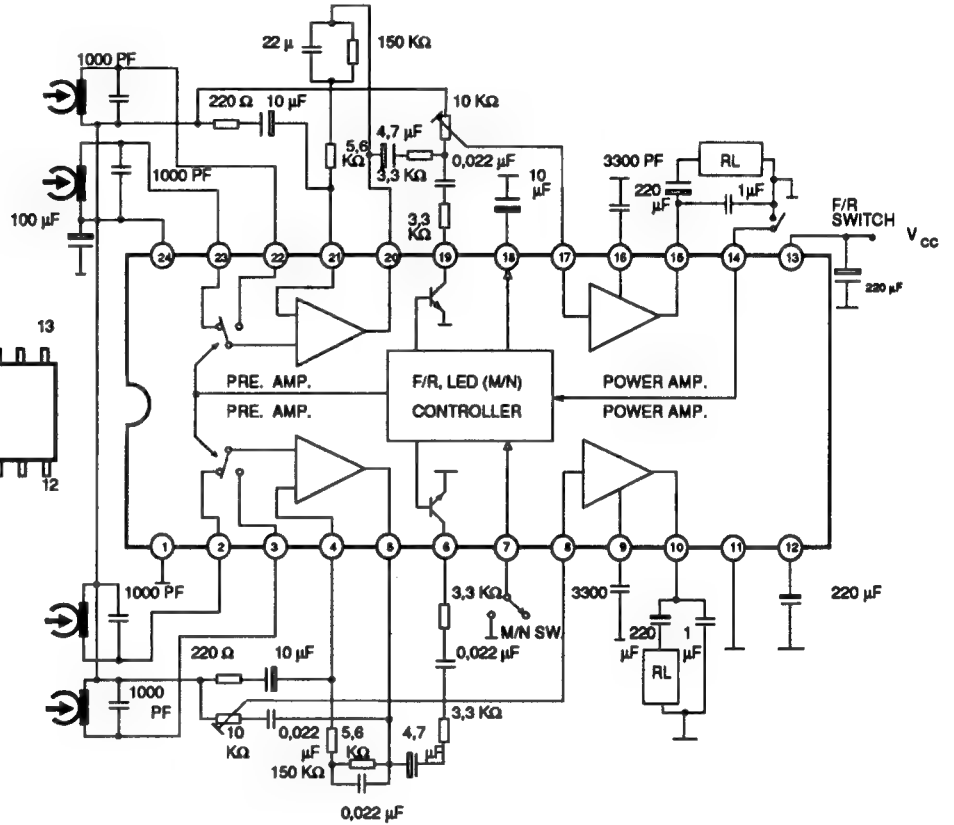 22 µ
150 KΩ
1000 PF
220 Ω
10 µF
10 KΩ
4,7 µF
5,6 KΩ
3,3 KΩ
0,022 µF
1000 PF
10 µF
3300 PF
RL
220 µF
1µF
F/R SWITCH
VCC
100 µF
3,3 KΩ
220 µF
24
23
22
21
20
19
18
17
16
15
14
13
13
12
PRE. AMP.
PRE. AMP.
F/R, LED (M/N)
CONTROLLER
POWER AMP.
POWER AMP.
1
2
3
4
5
6
7
8
9
10
11
12
1000 PF
3,3 KΩ
M/N SW.
0,022 µF
3300
220 µF
1 µF
RL
220 µF
220 Ω
10 µF
1000 PF
10 KΩ
0,022 µF
5,6 KΩ
150 KΩ
4,7 µF
3,3 KΩ
0,022 µF